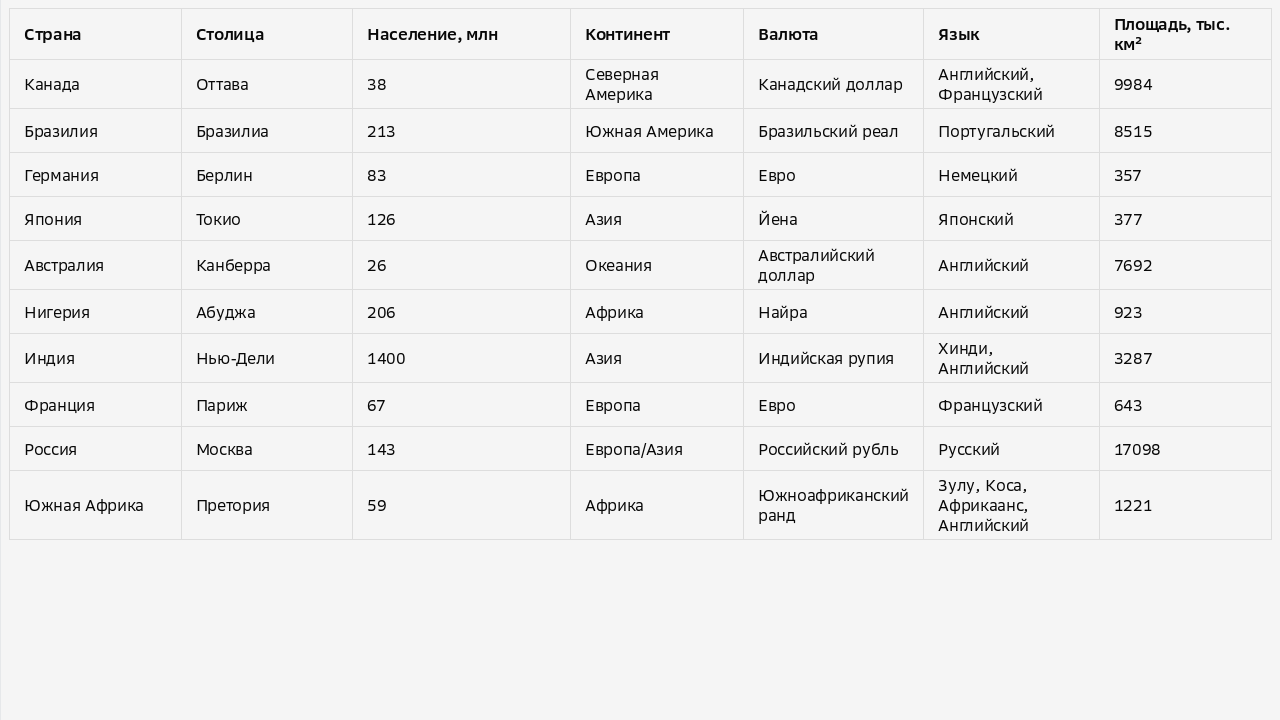 Страна Столица Население, млн Континент Валюта Язык Площадь, тыс. км²
Канада Оттава 38 Северная Америка Канадский доллар Английский, Французский 9984
Бразилия Бразилиа 213 Южная Америка Бразильский реал Португальский 8515
Германия Берлин 83 Европа Евро Немецкий 357
Япония Токио 126 Азия Йена Японский 377
Австралия Канберра 26 Океания Австралийский доллар Английский 7692
Нигерия Абуджа 206 Африка Найра Английский 923
Индия Нью-Дели 1400 Азия Индийская рупия Хинди, Английский 3287
Франция Париж 67 Европа Евро Французский 643
Россия Москва 143 Европа/Азия Российский рубль Русский 17098
Южная Африка Претория 59 Африка Южноафриканский ранд Зулу, Коса, Африкаанс, Английский 1221